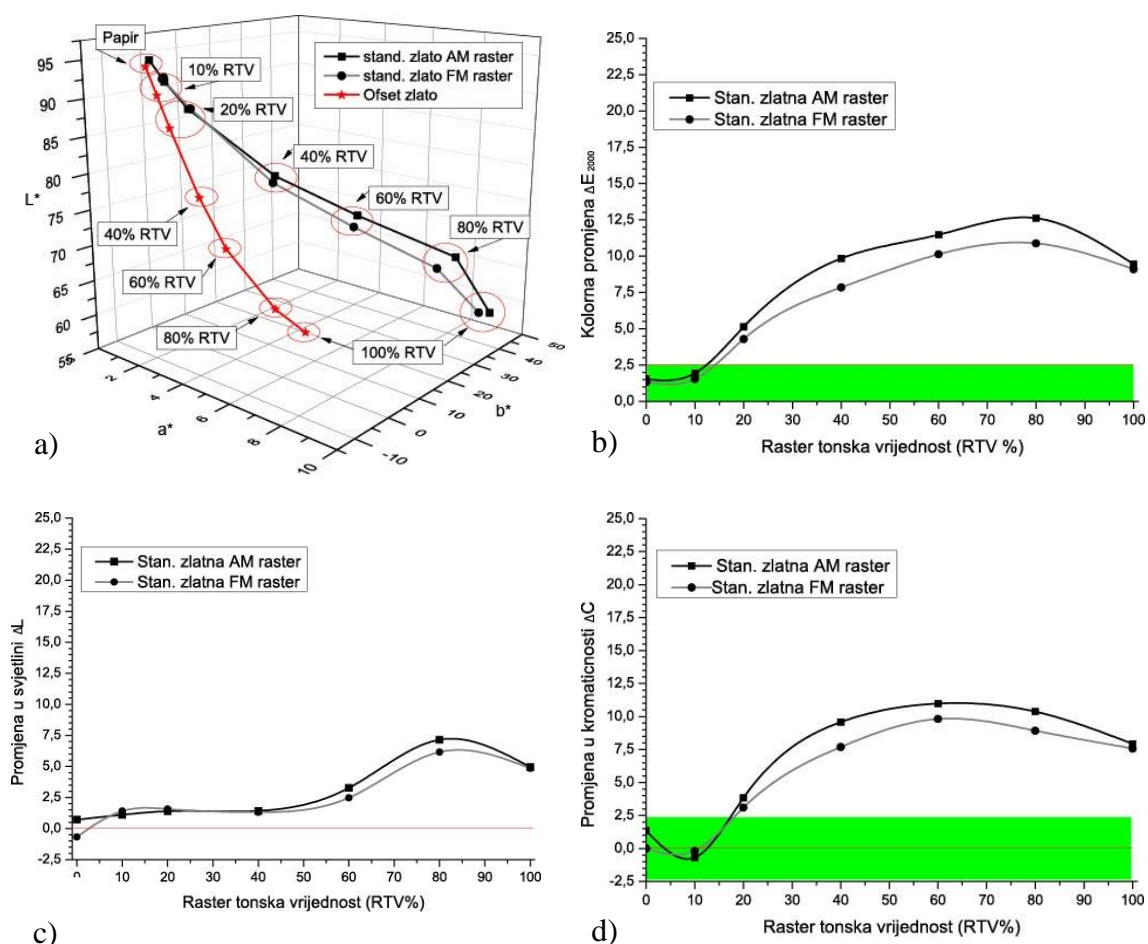 Papir
10% RTV
20% RTV
40% RTV
60% RTV
80% RTV
40% RTV
60% RTV
80% RTV
100% RTV
stand. zlato AM raster
stand. zlato FM raster
Ofset zlato
L*
95
90
85
80
75
70
65
60
55
2
4
6
8
10
a*
-10
0
10
20
30
40
50
b*
a)
Kolorna promjena ΔE2000
25,0
22,5
20,0
17,5
15,0
12,5
10,0
7,5
5,0
2,5
0,0
Stan. zlatna AM raster
Stan. zlatna FM raster
0 10 20 30 40 50 60 70 80 90 100
Raster tonska vrijednost (RTV %)
b)
Promjena u svjetlini ΔL
25,0
22,5
20,0
17,5
15,0
12,5
10,0
7,5
5,0
2,5
0,0
-2,5
Stan. zlatna AM raster
Stan. zlatna FM raster
0 10 20 30 40 50 60 70 80 90 100
Raster tonska vrijednost (RTV%)
c)
Promjena u kromaticnosti ΔC
25,0
22,5
20,0
17,5
15,0
12,5
10,0
7,5
5,0
2,5
0,0
-2,5
Stan. zlatna AM raster
Stan. zlatna FM raster
0 10 20 30 40 50 60 70 80 90 100
Raster tonska vrijednost (RTV%)
d)